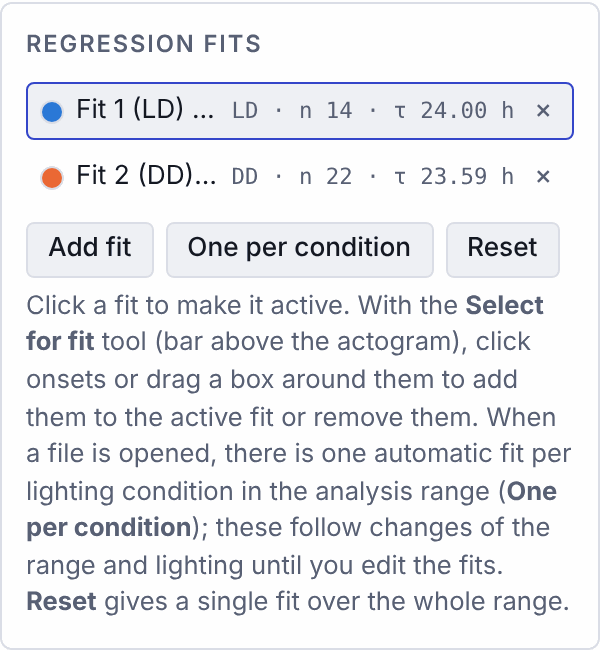 REGRESSION FITS
Fit 1 (LD) ... LD · n 14 · τ 24.00 h ×
Fit 2 (DD)... DD · n 22 · τ 23.59 h ×
Add fit One per condition Reset
Click a fit to make it active. With the Select
for fit tool (bar above the actogram), click
onsets or drag a box around them to add
them to the active fit or remove them. When
a file is opened, there is one automatic fit per
lighting condition in the analysis range (One
per condition); these follow changes of the
range and lighting until you edit the fits.
Reset gives a single fit over the whole range.